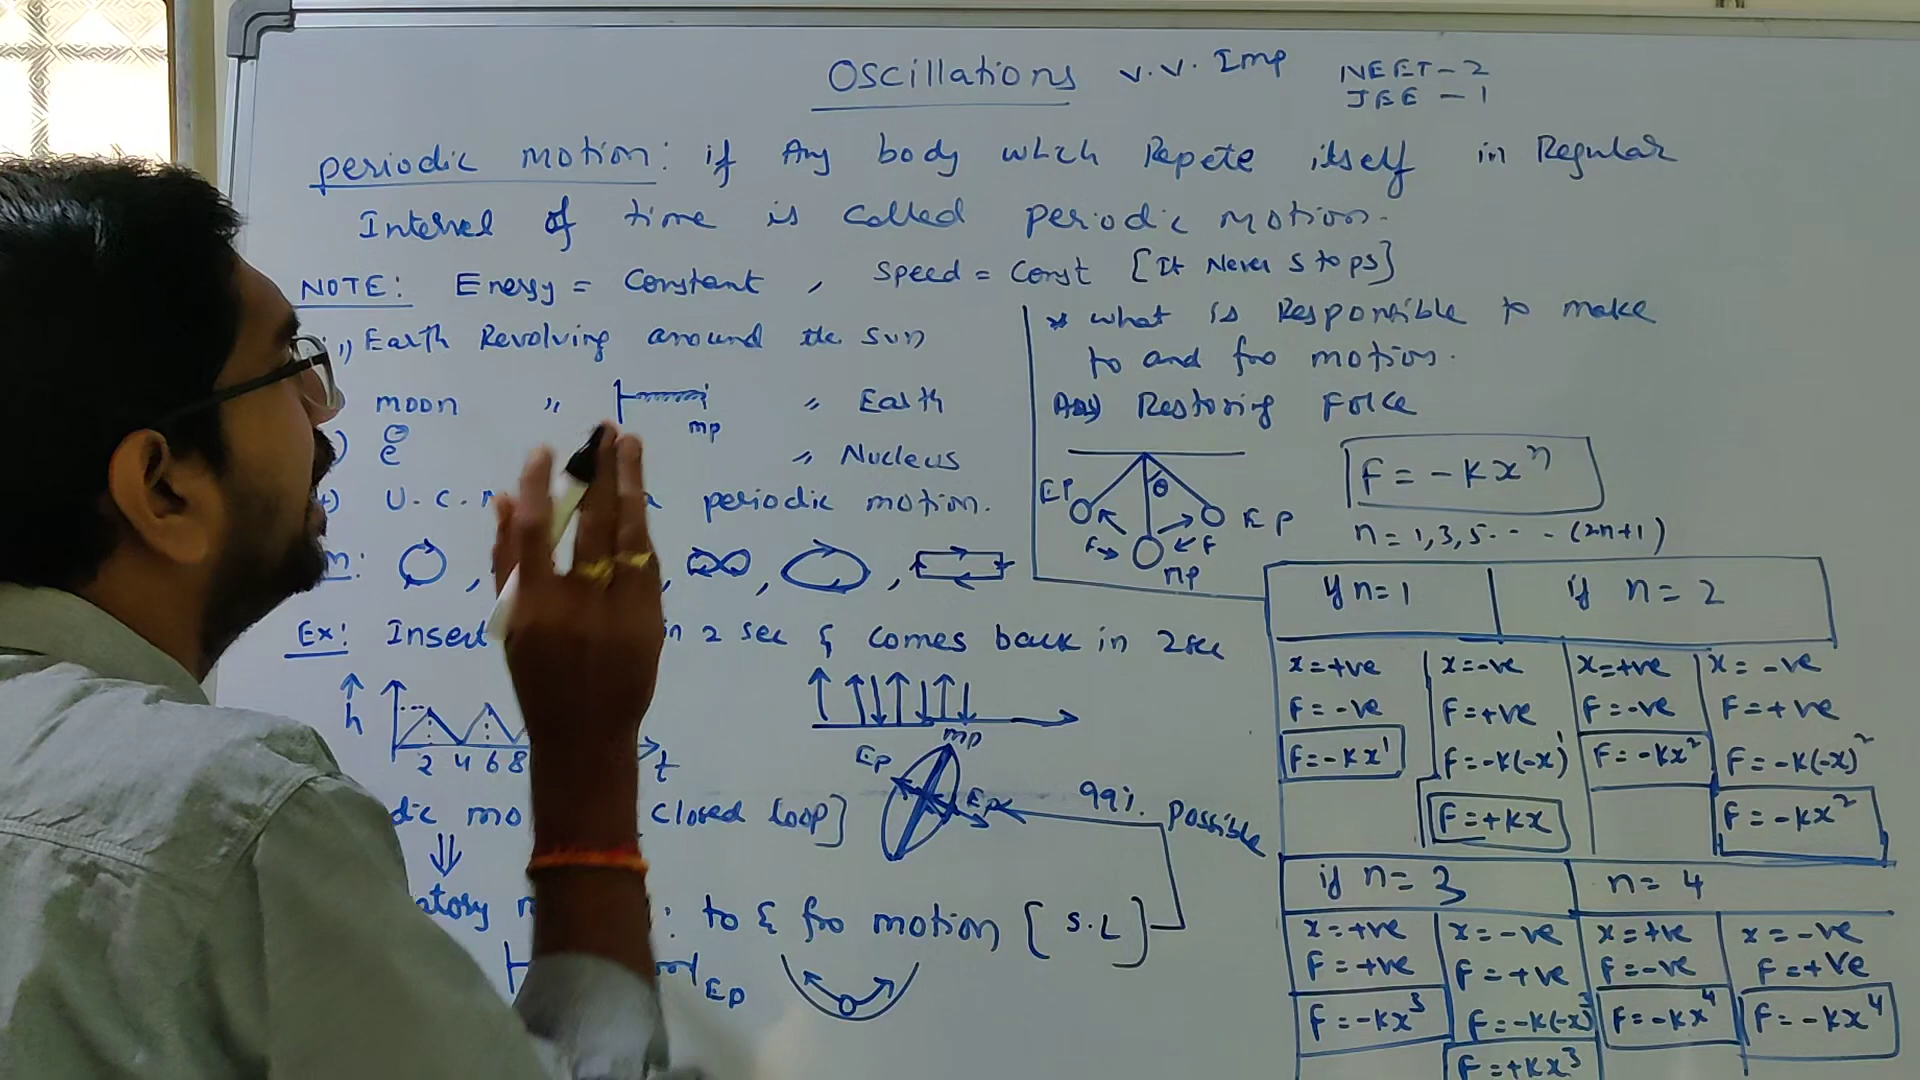 Oscillations v.v. Imp NEET-2
JEE - 1
periodic motion: if Any body which Repete itself in Regular
Interval of time is called periodic motion.
NOTE: Energy = Constant , Speed = Const [It Never Stops]
,, Earth Revolving around the Sun
moon ,, ,, Earth
mp
e ,, Nucleus
U.C. a periodic motion.
Ex: Insert in 2 sec & comes back in 2sec
h
2 4 6 8 t
mp
Ep
Ep
dic mo closed loop]
99%. Possible
atory : to & fro motion [S.L]
Ep
* what is Responsible to make
to and fro motion.
Ans) Restoring Force
F = -kxⁿ
n = 1,3,5. - - - (2n+1)
EP θ EP
F F
mp
if n=1 if n = 2
x=+ve x=-ve x=+ve x=-ve
F=-ve F=+ve F=-ve F=+ve
F=-kx¹ F=-k(-x)¹ F=-kx² F=-k(-x)²
F=+kx F=-kx²
if n= 3 n= 4
x=+ve x=-ve x=+ve x=-ve
F=+ve F=+ve F=-ve F=+ve
F=-kx³ F=-k(-x)³ F=-kx⁴ F=-kx⁴
F=+kx³